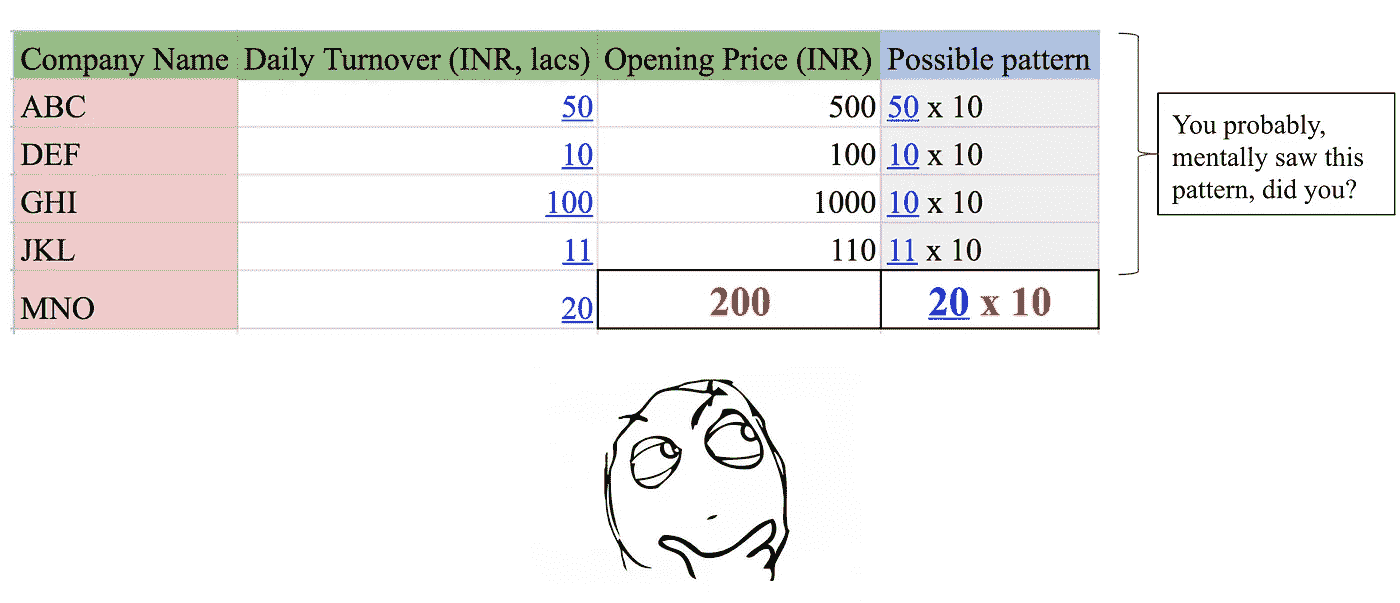 Company Name Daily Turnover (INR, lacs) Opening Price (INR) Possible pattern
ABC 50 500 50 x 10
DEF 10 100 10 x 10
GHI 100 1000 10 x 10
JKL 11 110 11 x 10
MNO 20 200 20 x 10
You probably,
mentally saw this
pattern, did you?